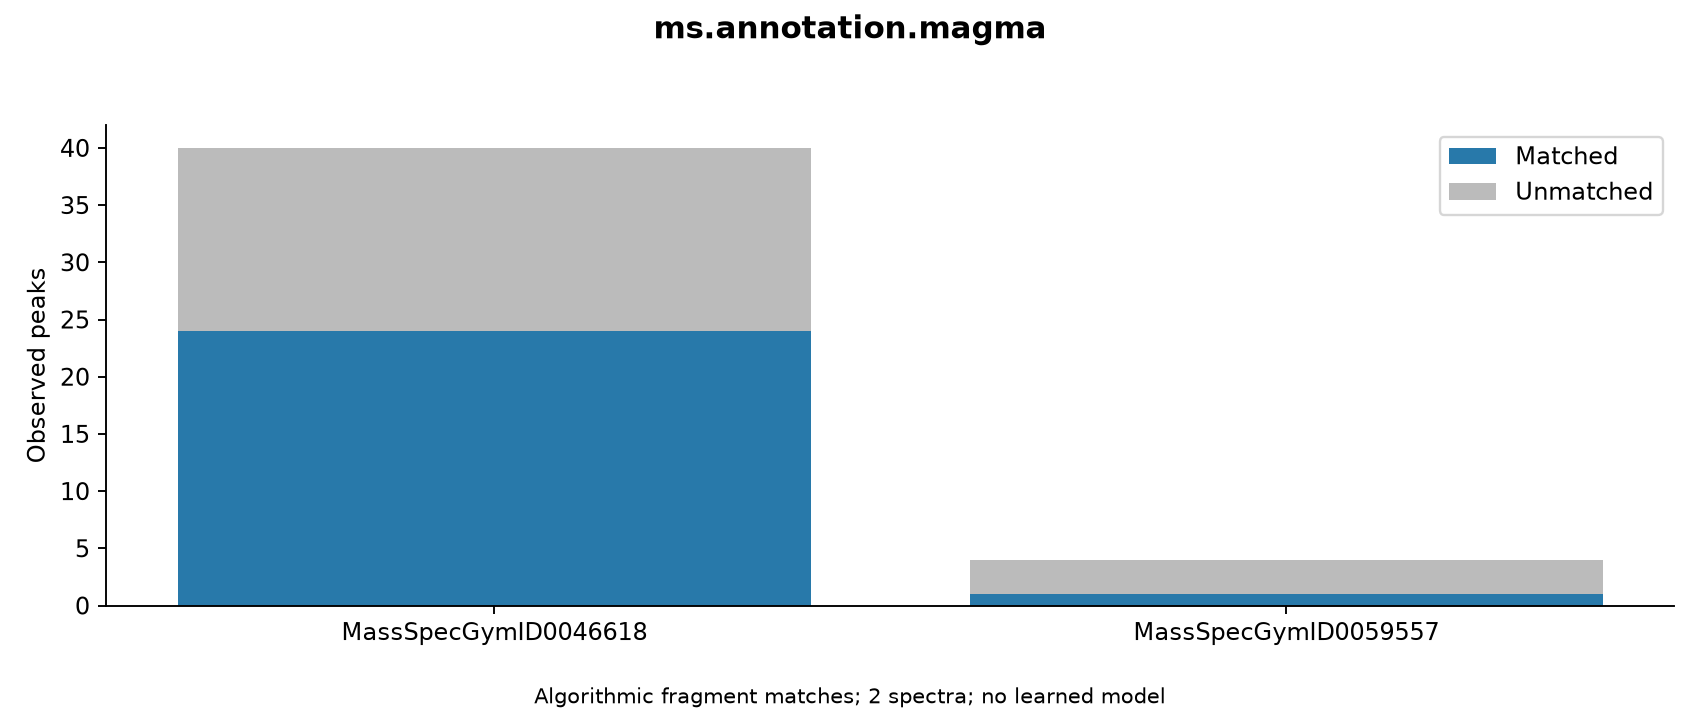 ms.annotation.magma
Matched
Unmatched
Observed peaks
40
35
30
25
20
15
10
5
0
MassSpecGymID0046618
MassSpecGymID0059557
Algorithmic fragment matches; 2 spectra; no learned model